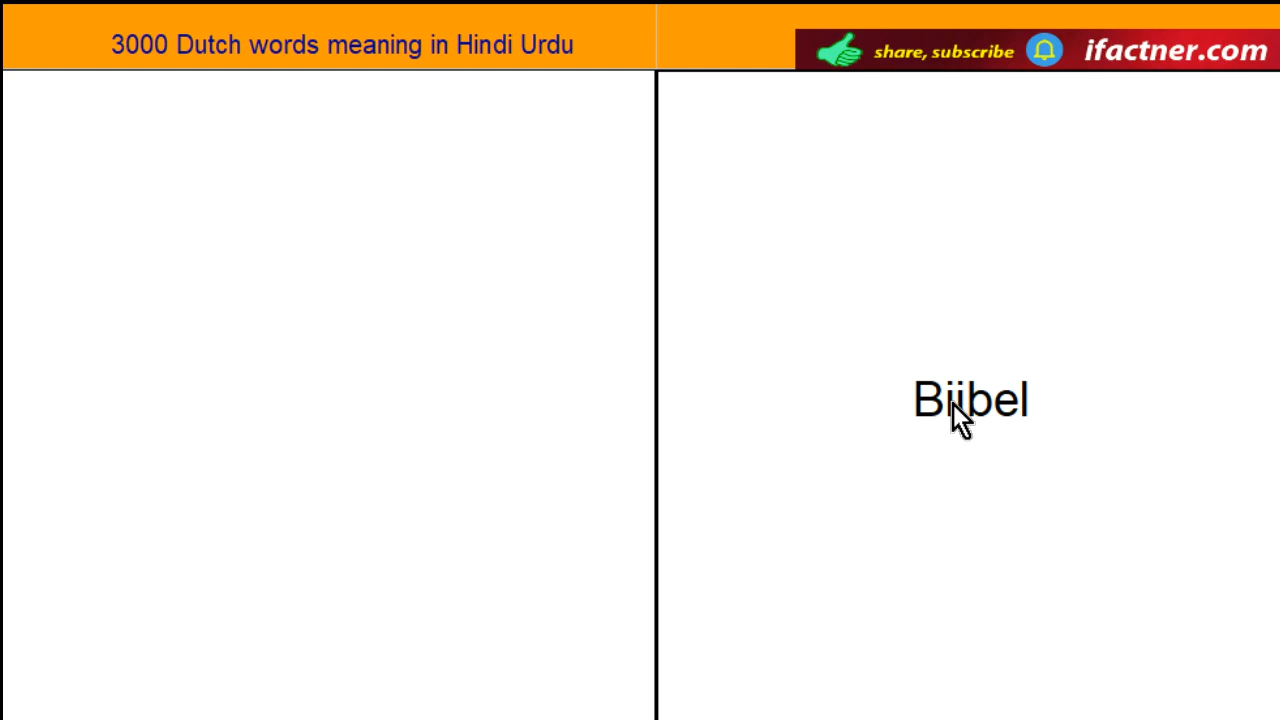 3000 Dutch words meaning in Hindi Urdu
share, subscribe
ifactner.com
Bijbel